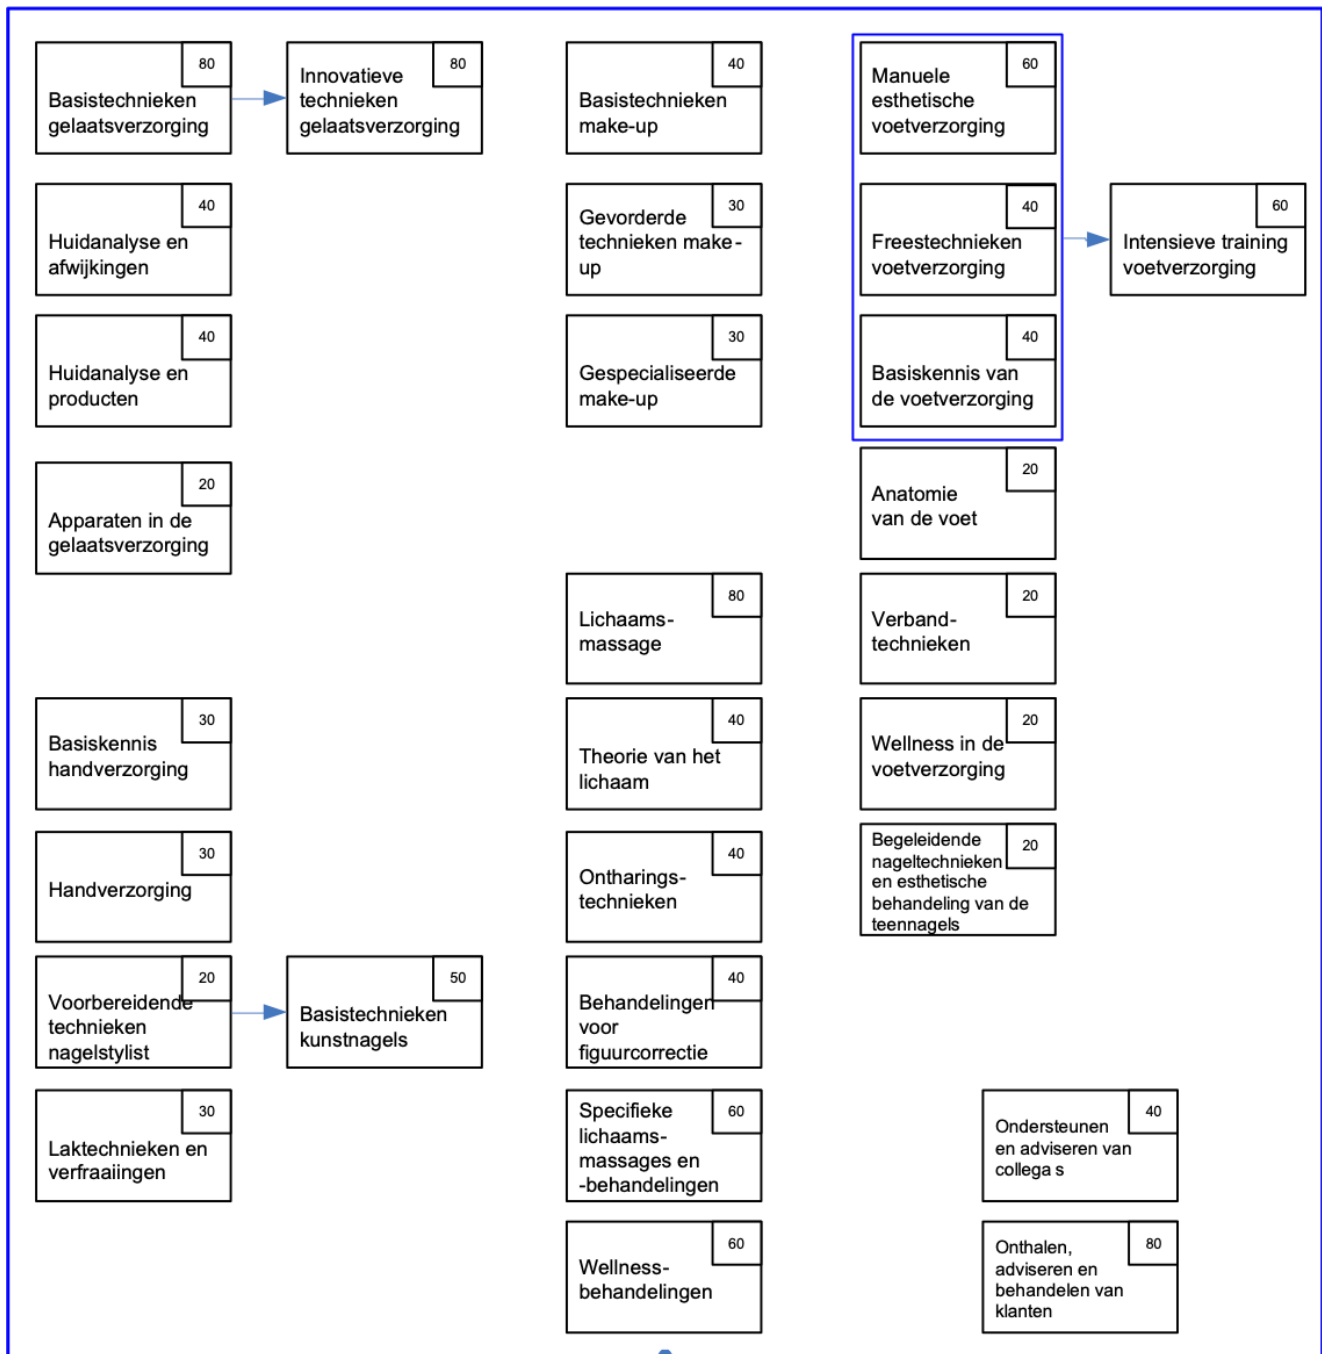 80
Basistechnieken
gelaatsverzorging
80
Innovatieve
technieken
gelaatsverzorging
40
Basistechnieken
make-up
60
Manuele
esthetische
voetverzorging
40
Huidanalyse en
afwijkingen
30
Gevorderde
technieken make-
up
40
Freestechnieken
voetverzorging
60
Intensieve training
voetverzorging
40
Huidanalyse en
producten
30
Gespecialiseerde
make-up
40
Basiskennis van
de voetverzorging
20
Apparaten in de
gelaatsverzorging
20
Anatomie
van de voet
80
Lichaams-
massage
20
Verband-
technieken
30
Basiskennis
handverzorging
40
Theorie van het
lichaam
20
Wellness in de
voetverzorging
30
Handverzorging
40
Ontharings-
technieken
20
Begeleidende
nageltechnieken
en esthetische
behandeling van de
teennagels
20
Voorbereidende
technieken
nagelstylist
50
Basistechnieken
kunstnagels
40
Behandelingen
voor
figuurcorrectie
30
Laktechnieken en
verfraaiingen
60
Specifieke
lichaams-
massages en
-behandelingen
40
Ondersteunen
en adviseren van
collega s
60
Wellness-
behandelingen
80
Onthalen,
adviseren en
behandelen van
klanten